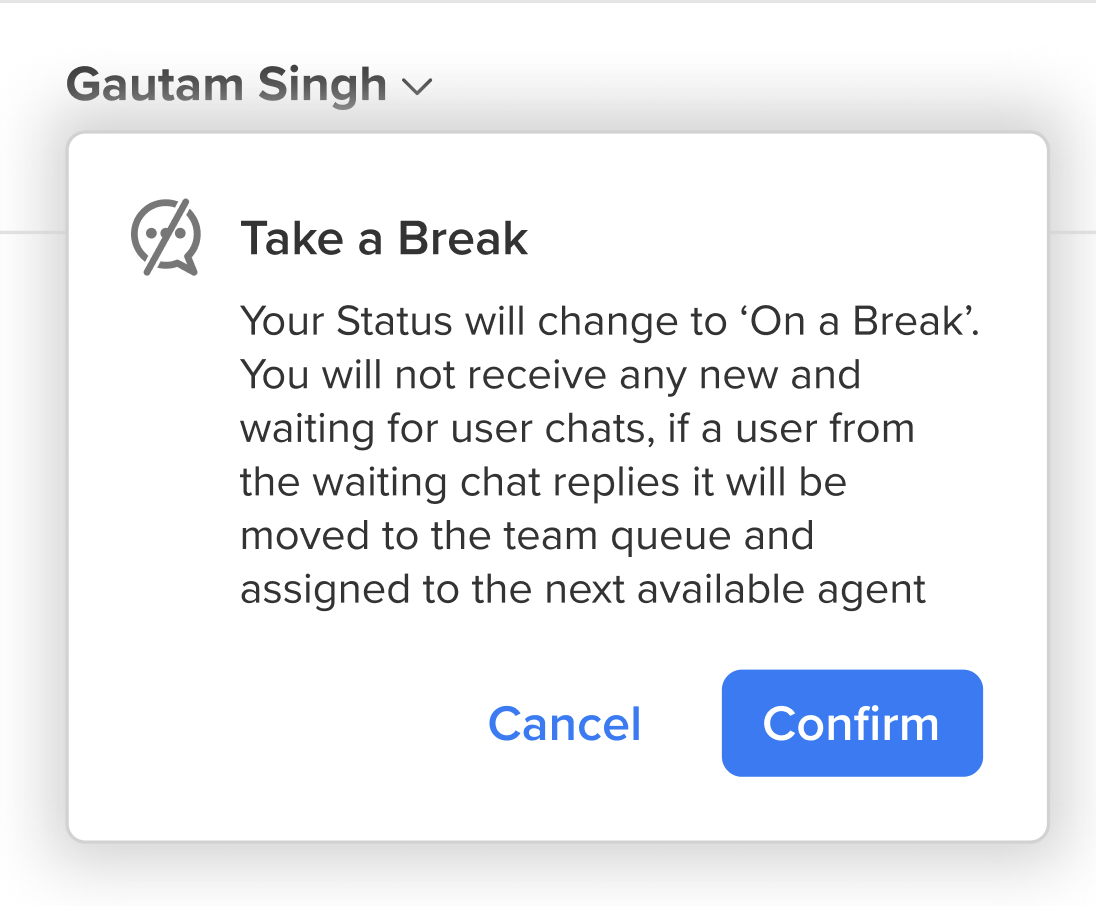 Gautam Singh
Take a Break
Your Status will change to ‘On a Break’.
You will not receive any new and
waiting for user chats, if a user from
the waiting chat replies it will be
moved to the team queue and
assigned to the next available agent
Cancel
Confirm